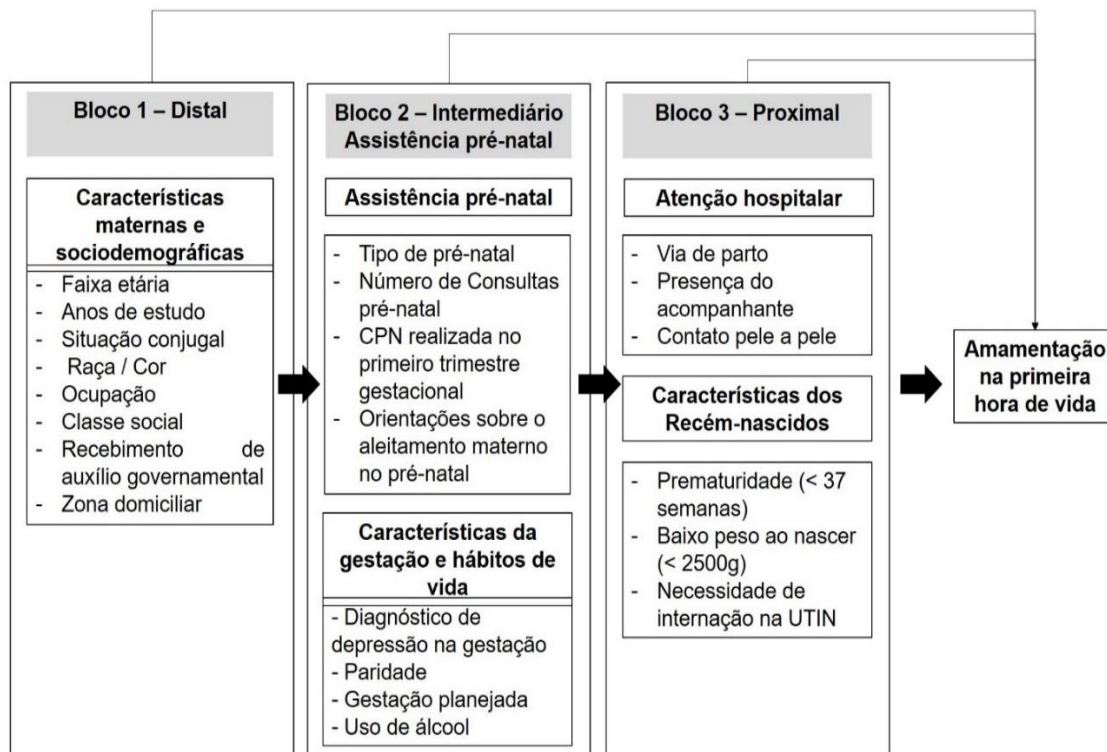 Bloco 1 – Distal
Características
maternas e
sociodemográficas
- Faixa etária
- Anos de estudo
- Situação conjugal
- Raça / Cor
- Ocupação
- Classe social
- Recebimento de
auxílio governamental
- Zona domiciliar
Bloco 2 – Intermediário
Assistência pré-natal
Assistência pré-natal
- Tipo de pré-natal
- Número de Consultas
pré-natal
- CPN realizada no
primeiro trimestre
gestacional
- Orientações sobre o
aleitamento materno
no pré-natal
Características da
gestação e hábitos de
vida
- Diagnóstico de
depressão na gestação
- Paridade
- Gestação planejada
- Uso de álcool
Bloco 3 – Proximal
Atenção hospitalar
- Via de parto
- Presença do
acompanhante
- Contato pele a pele
Características dos
Recém-nascidos
- Prematuridade (< 37
semanas)
- Baixo peso ao nascer
(< 2500g)
- Necessidade de
internação na UTIN
Amamentação
na primeira
hora de vida